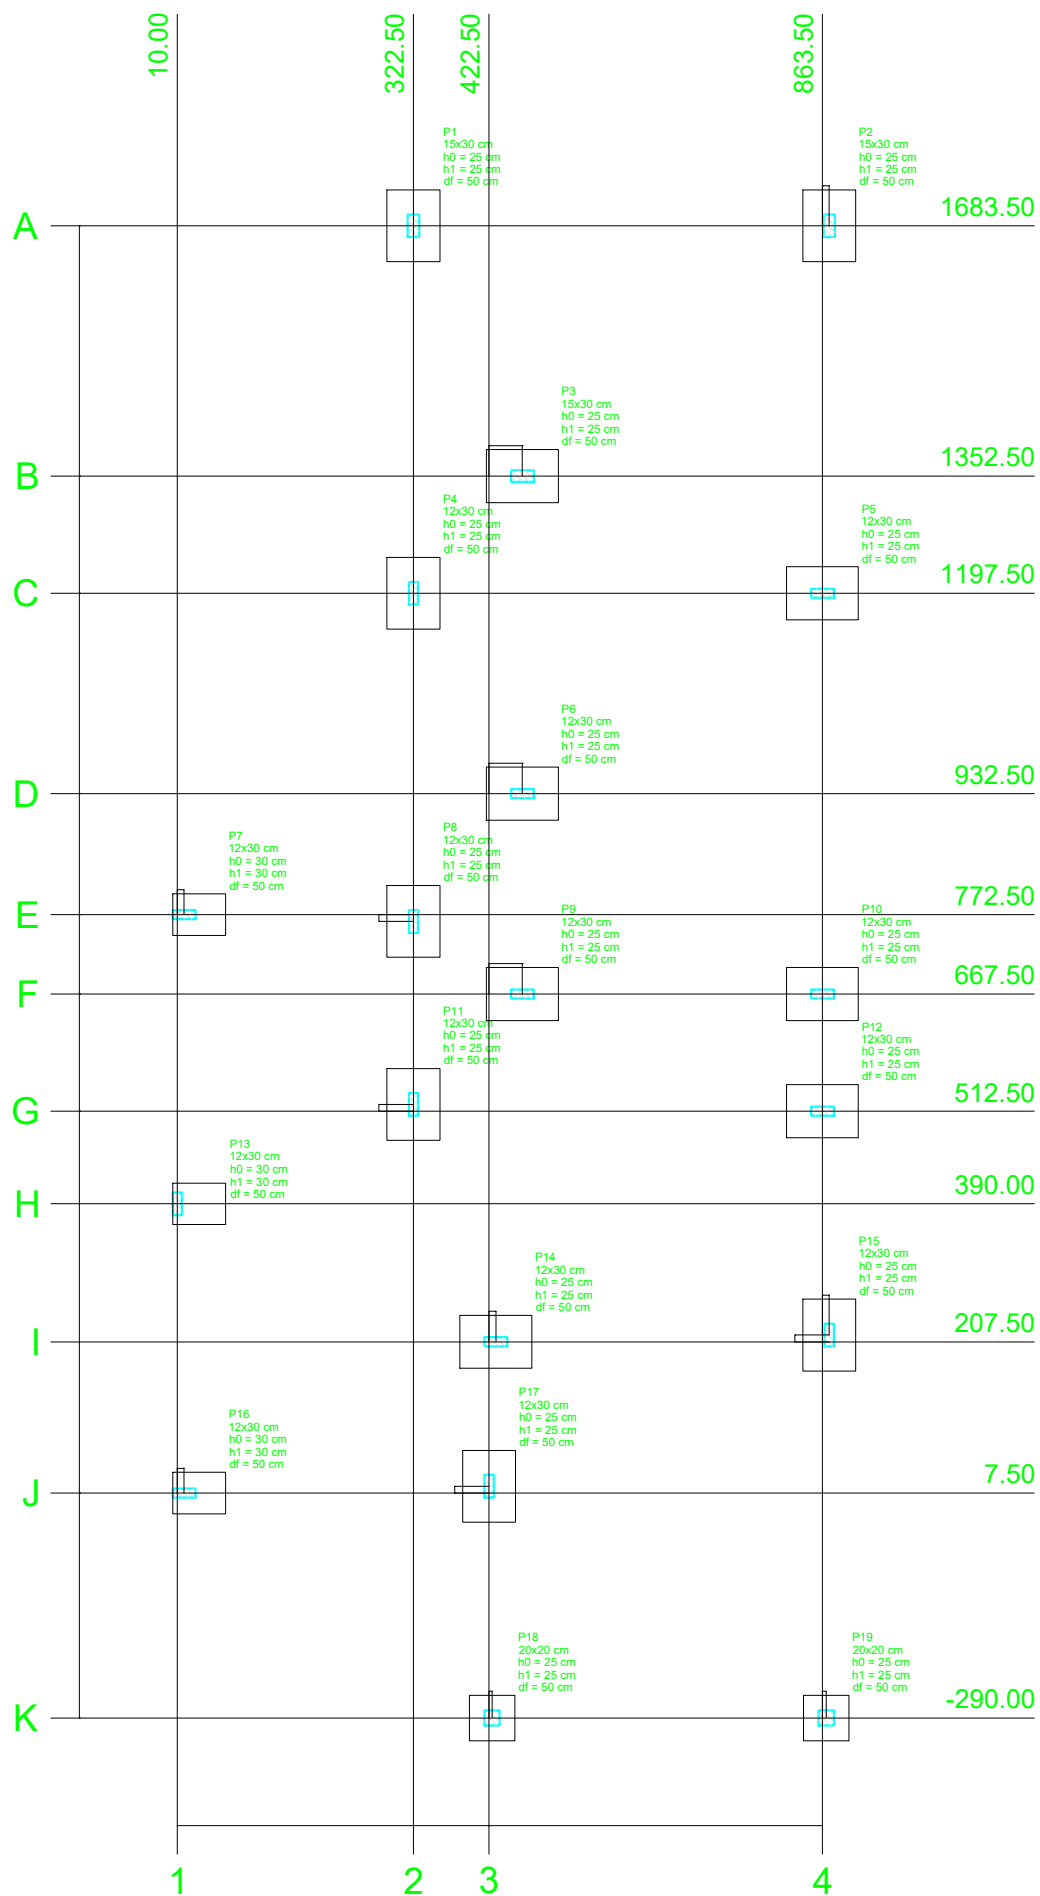 10.00
322.50
422.50
863.50
P1
15x30 cm
h0 = 25 cm
h1 = 25 cm
df = 50 cm
P2
15x30 cm
h0 = 25 cm
h1 = 25 cm
df = 50 cm
A
1683.50
P3
15x30 cm
h0 = 25 cm
h1 = 25 cm
df = 50 cm
B
1352.50
P4
12x30 cm
h0 = 25 cm
h1 = 25 cm
df = 50 cm
P5
12x30 cm
h0 = 25 cm
h1 = 25 cm
df = 50 cm
C
1197.50
P6
12x30 cm
h0 = 25 cm
h1 = 25 cm
df = 50 cm
D
932.50
P7
12x30 cm
h0 = 30 cm
h1 = 30 cm
df = 50 cm
P8
12x30 cm
h0 = 25 cm
h1 = 25 cm
df = 50 cm
E
772.50
P9
12x30 cm
h0 = 25 cm
h1 = 25 cm
df = 50 cm
P10
12x30 cm
h0 = 25 cm
h1 = 25 cm
df = 50 cm
F
667.50
P11
12x30 cm
h0 = 25 cm
h1 = 25 cm
df = 50 cm
P12
12x30 cm
h0 = 25 cm
h1 = 25 cm
df = 50 cm
G
512.50
P13
12x30 cm
h0 = 30 cm
h1 = 30 cm
df = 50 cm
H
390.00
P14
12x30 cm
h0 = 25 cm
h1 = 25 cm
df = 50 cm
P15
12x30 cm
h0 = 25 cm
h1 = 25 cm
df = 50 cm
I
207.50
P16
12x30 cm
h0 = 30 cm
h1 = 30 cm
df = 50 cm
P17
12x30 cm
h0 = 25 cm
h1 = 25 cm
df = 50 cm
J
7.50
P18
20x20 cm
h0 = 25 cm
h1 = 25 cm
df = 50 cm
P19
20x20 cm
h0 = 25 cm
h1 = 25 cm
df = 50 cm
K
-290.00
1
2
3
4